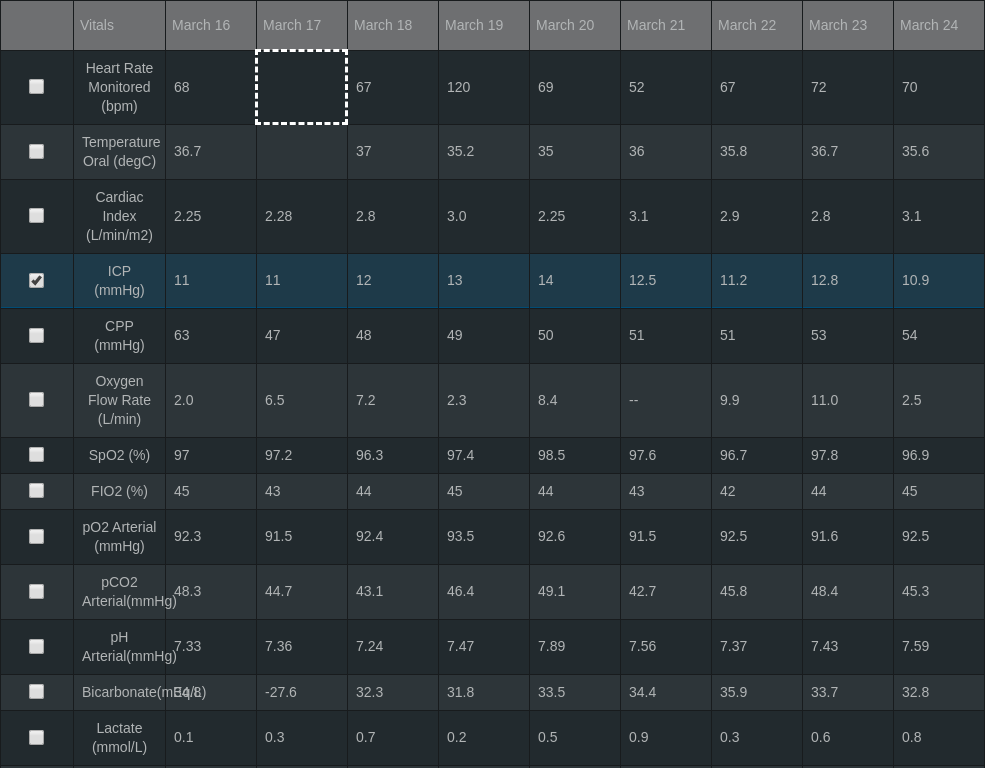 Vitals March 16 March 17 March 18 March 19 March 20 March 21 March 22 March 23 March 24
Heart Rate
Monitored
(bpm)
68 67 120 69 52 67 72 70
Temperature
Oral (degC)
36.7 37 35.2 35 36 35.8 36.7 35.6
Cardiac
Index
(L/min/m2)
2.25 2.28 2.8 3.0 2.25 3.1 2.9 2.8 3.1
ICP
(mmHg)
11 11 12 13 14 12.5 11.2 12.8 10.9
CPP
(mmHg)
63 47 48 49 50 51 51 53 54
Oxygen
Flow Rate
(L/min)
2.0 6.5 7.2 2.3 8.4 -- 9.9 11.0 2.5
SpO2 (%) 97 97.2 96.3 97.4 98.5 97.6 96.7 97.8 96.9
FIO2 (%) 45 43 44 45 44 43 42 44 45
pO2 Arterial
(mmHg)
92.3 91.5 92.4 93.5 92.6 91.5 92.5 91.6 92.5
pCO2
Arterial(mmHg)
48.3 44.7 43.1 46.4 49.1 42.7 45.8 48.4 45.3
pH
Arterial(mmHg)
7.33 7.36 7.24 7.47 7.89 7.56 7.37 7.43 7.59
Bicarbonate(mEq/L) -27.6 32.3 31.8 33.5 34.4 35.9 33.7 32.8
Lactate
(mmol/L)
0.1 0.3 0.7 0.2 0.5 0.9 0.3 0.6 0.8